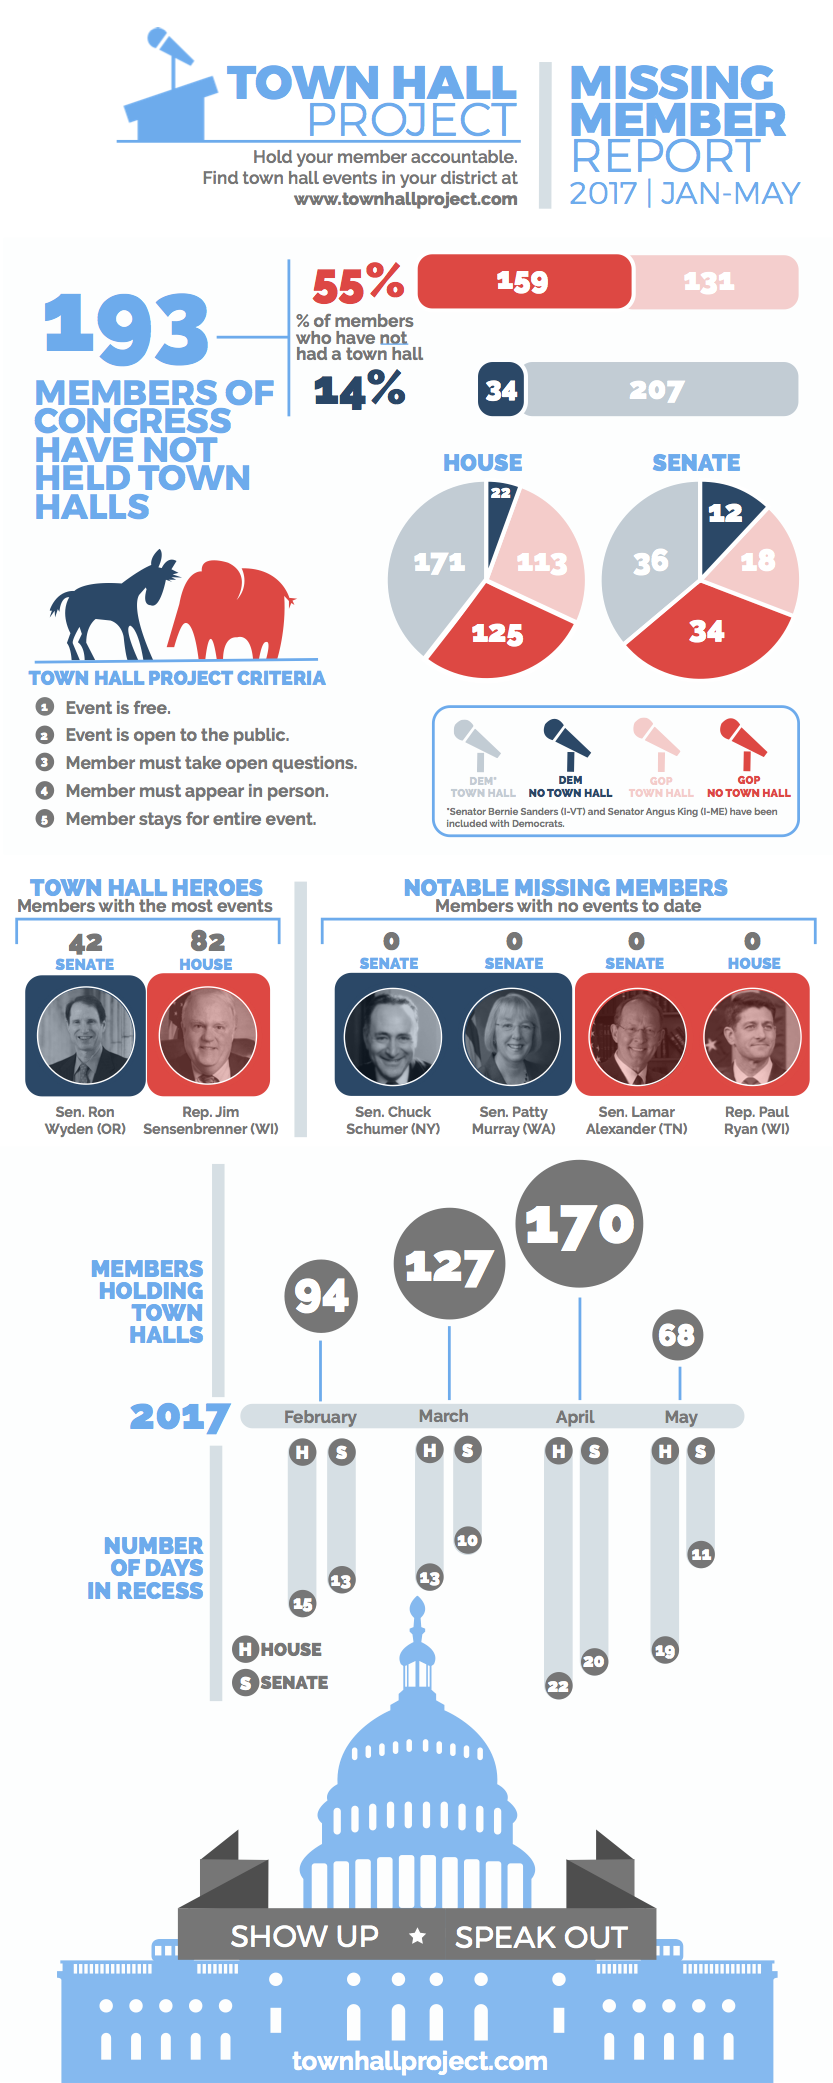 TOWN HALL
PROJECT
Hold your member accountable.
Find town hall events in your district at
www.townhallproject.com
MISSING
MEMBER
REPORT
2017 | JAN-MAY
193
MEMBERS OF
CONGRESS
HAVE NOT
HELD TOWN
HALLS
55%
159
131
% of members
who have not
had a town hall
14%
34
207
HOUSE
22
171
113
125
SENATE
12
36
18
34
TOWN HALL PROJECT CRITERIA
1 Event is free.
2 Event is open to the public.
3 Member must take open questions.
4 Member must appear in person.
5 Member stays for entire event.
DEM*
TOWN HALL
DEM
NO TOWN HALL
GOP
TOWN HALL
GOP
NO TOWN HALL
*Senator Bernie Sanders (I-VT) and Senator Angus King (I-ME) have been
included with Democrats.
TOWN HALL HEROES
Members with the most events
42
SENATE
82
HOUSE
Sen. Ron
Wyden (OR)
Rep. Jim
Sensenbrenner (WI)
NOTABLE MISSING MEMBERS
Members with no events to date
0
SENATE
0
SENATE
0
SENATE
0
HOUSE
Sen. Chuck
Schumer (NY)
Sen. Patty
Murray (WA)
Sen. Lamar
Alexander (TN)
Rep. Paul
Ryan (WI)
MEMBERS
HOLDING
TOWN
HALLS
94
127
170
68
2017
February
March
April
May
H S H S H S H S
NUMBER
OF DAYS
IN RECESS
15
13
13
10
22
20
19
11
H HOUSE
S SENATE
SHOW UP SPEAK OUT
townhallproject.com